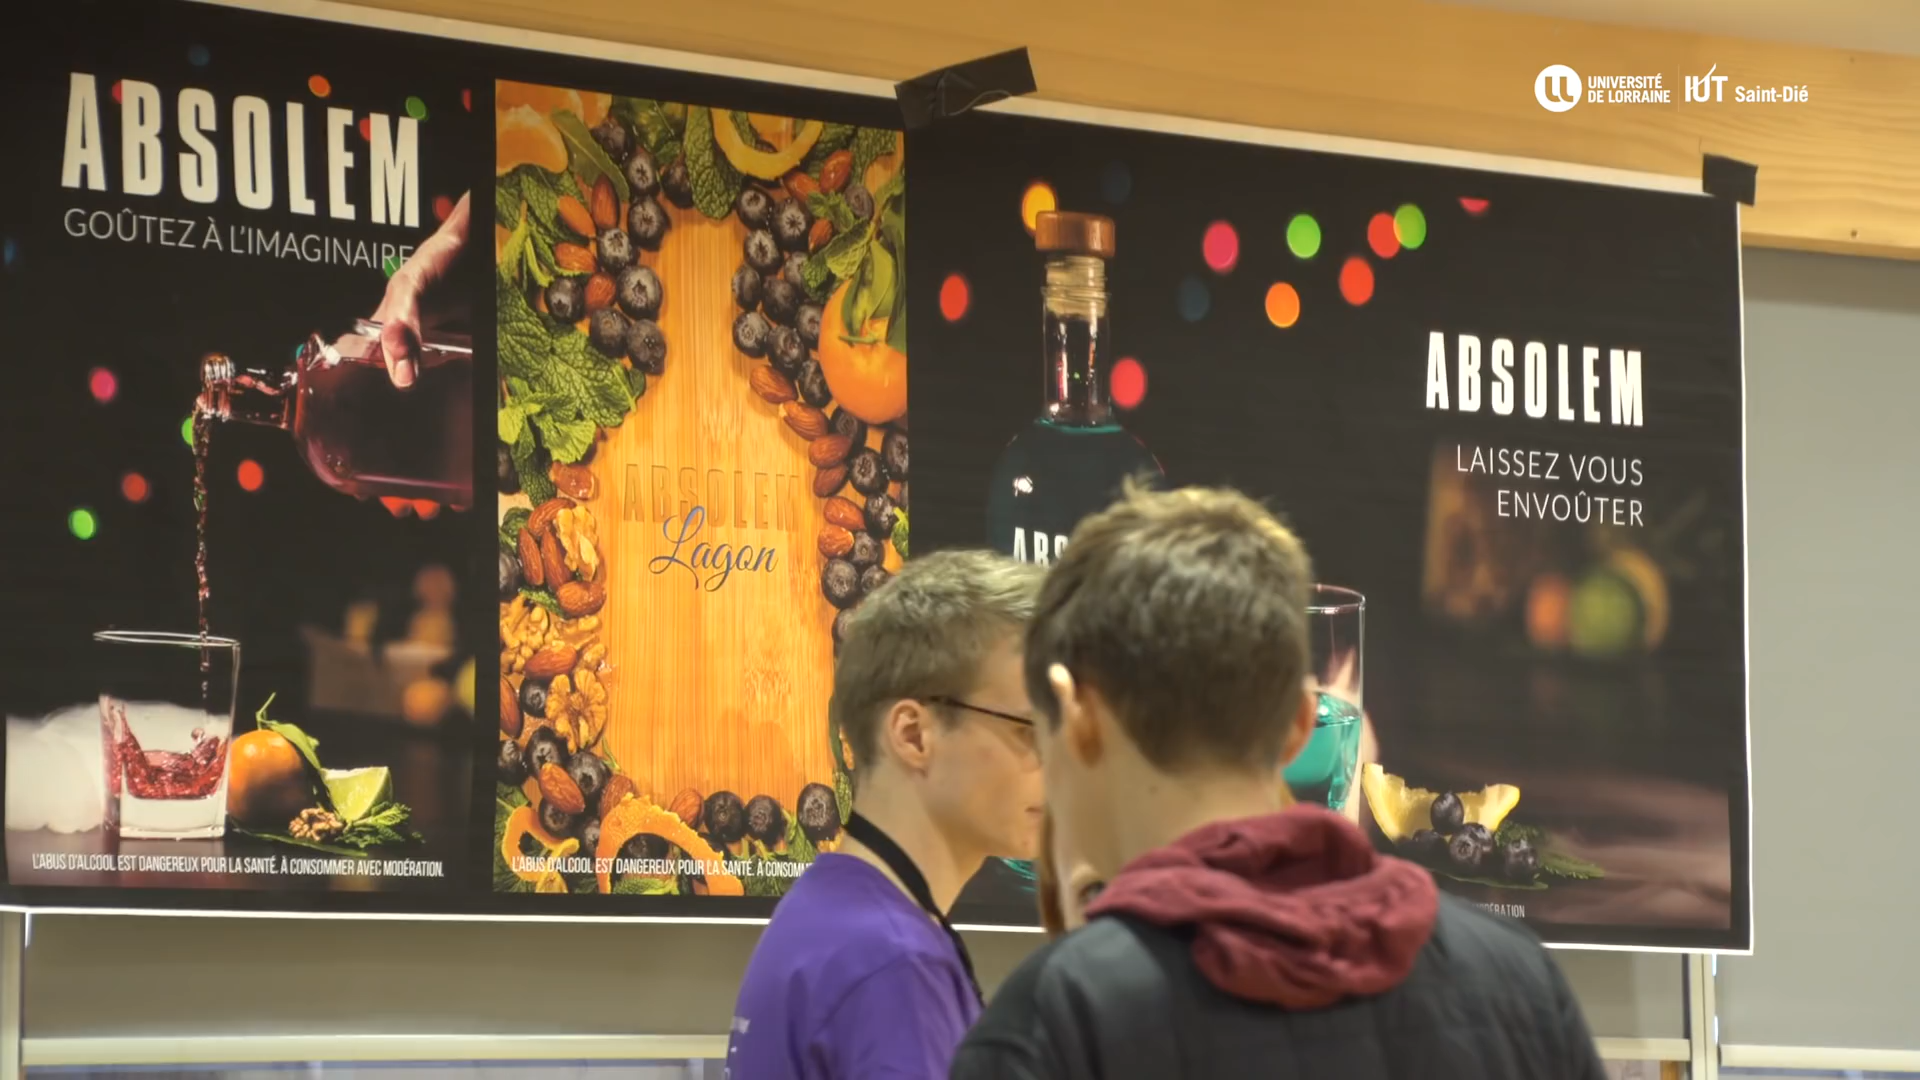 ABSOLEM
GOÛTEZ À L'IMAGINAIRE
L'ABUS D'ALCOOL EST DANGEREUX POUR LA SANTÉ. À CONSOMMER AVEC MODÉRATION.
ABSOLEM
Lagon
L'ABUS D'ALCOOL EST DANGEREUX POUR LA SANTÉ. À
ABSOLEM
LAISSEZ VOUS
ENVOÛTER
UNIVERSITÉ
DE LORRAINE
IUT Saint-Dié